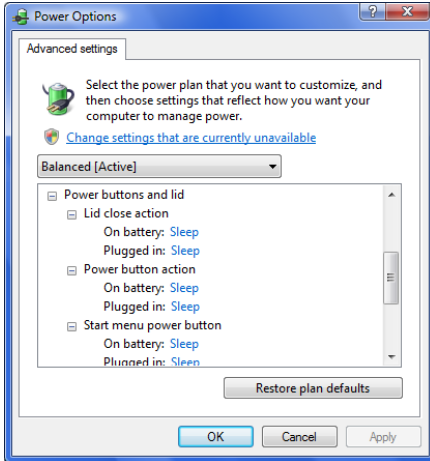 Power Options
Advanced settings
Select the power plan that you want to customize, and
then choose settings that reflect how you want your
computer to manage power.
Change settings that are currently unavailable
Balanced [Active]
Power buttons and lid
Lid close action
On battery: Sleep
Plugged in: Sleep
Power button action
On battery: Sleep
Plugged in: Sleep
Start menu power button
On battery: Sleep
Plugged in: Sleep
Restore plan defaults
OK Cancel Apply